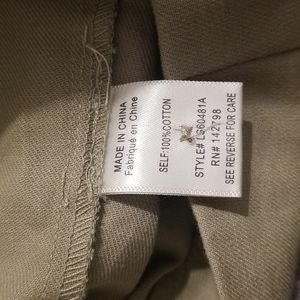 MADE IN CHINA
Fabriqué en Chine
SELF:100%COTTON
STYLE# LS60481A
RN# 142798
SEE REVERSE FOR CARE